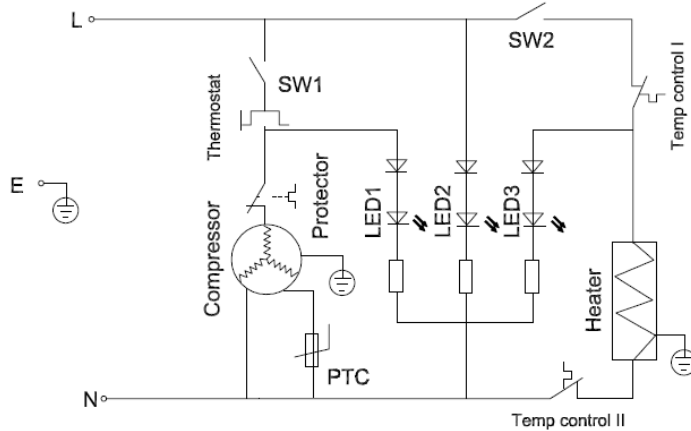 L
SW2
SW1
Temp control I
Thermostat
E
Protector
LED1
LED2
LED3
Compressor
Heater
PTC
N
Temp control II